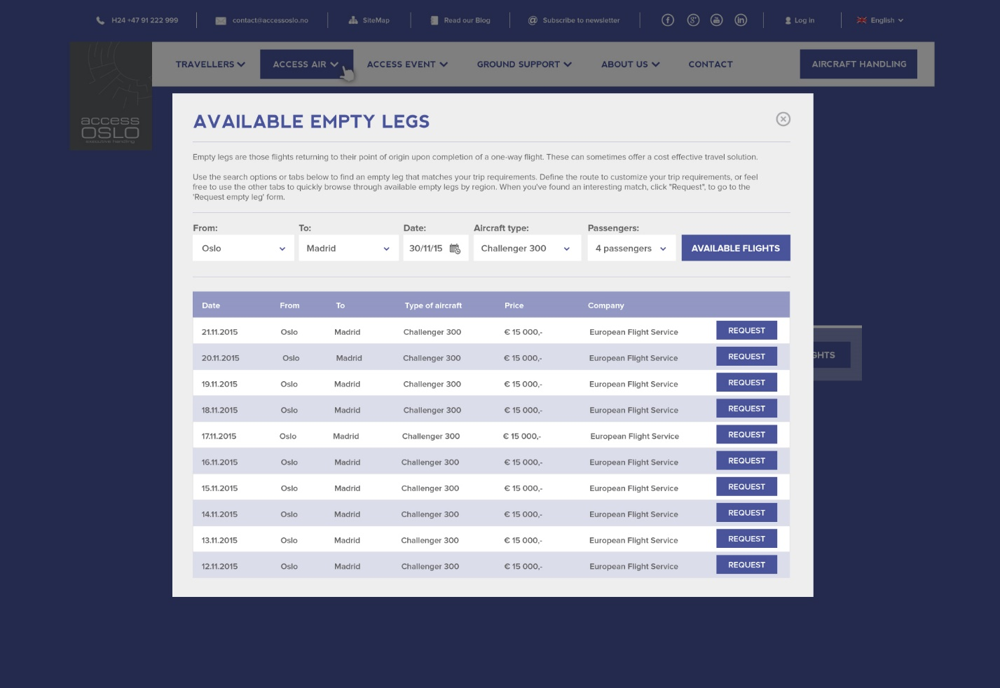 H24 +47 91 222 999
contact@accessoslo.no
SiteMap
Read our Blog
Subscribe to newsletter
Log in
English
access
OSLO
executive handling
TRAVELLERS
ACCESS AIR
ACCESS EVENT
GROUND SUPPORT
ABOUT US
CONTACT
AIRCRAFT HANDLING
AVAILABLE EMPTY LEGS
Empty legs are those flights returning to their point of origin upon completion of a one-way flight. These can sometimes offer a cost effective travel solution.
Use the search options or tabs below to find an empty leg that matches your trip requirements. Define the route to customize your trip requirements, or feel
free to use the other tabs to quickly browse through available empty legs by region. When you've found an interesting match, click "Request", to go to the
'Request empty leg' form.
From: To: Date: Aircraft type: Passengers:
Oslo Madrid 30/11/15 Challenger 300 4 passengers AVAILABLE FLIGHTS
Date From To Type of aircraft Price Company
21.11.2015 Oslo Madrid Challenger 300 € 15 000,- European Flight Service REQUEST
20.11.2015 Oslo Madrid Challenger 300 € 15 000,- European Flight Service REQUEST
19.11.2015 Oslo Madrid Challenger 300 € 15 000,- European Flight Service REQUEST
18.11.2015 Oslo Madrid Challenger 300 € 15 000,- European Flight Service REQUEST
17.11.2015 Oslo Madrid Challenger 300 € 15 000,- European Flight Service REQUEST
16.11.2015 Oslo Madrid Challenger 300 € 15 000,- European Flight Service REQUEST
15.11.2015 Oslo Madrid Challenger 300 € 15 000,- European Flight Service REQUEST
14.11.2015 Oslo Madrid Challenger 300 € 15 000,- European Flight Service REQUEST
13.11.2015 Oslo Madrid Challenger 300 € 15 000,- European Flight Service REQUEST
12.11.2015 Oslo Madrid Challenger 300 € 15 000,- European Flight Service REQUEST
GHTS